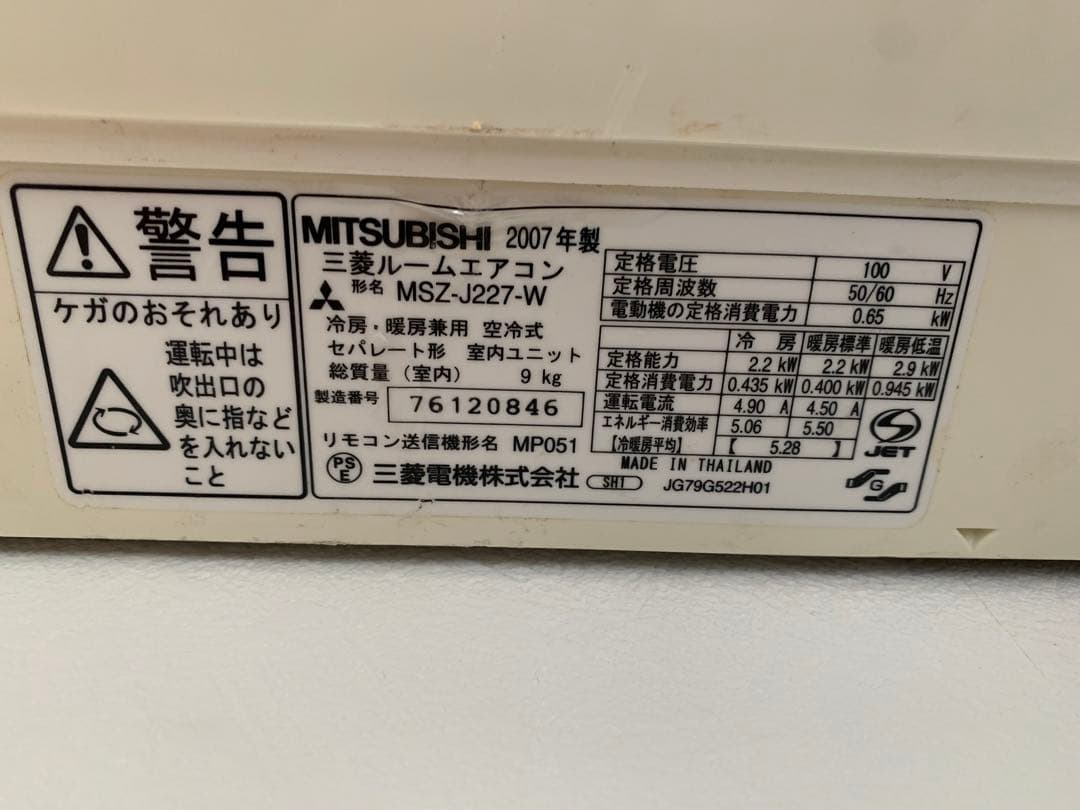 警告
ケガのおそれあり
運転中は
吹出口の
奥に指など
を入れない
こと
MITSUBISHI 2007年製
三菱ルームエアコン
形名 MSZ-J227-W
冷房・暖房兼用 空冷式
セパレート形 室内ユニット
総質量(室内) 9 kg
製造番号 76120846
リモコン送信機形名 MP051
PSE 三菱電機株式会社 SH1 JG79G522H01
定格電圧 100 V
定格周波数 50/60 Hz
電動機の定格消費電力 0.65 kW
冷房 暖房標準 暖房低温
定格能力 2.2 kW 2.2 kW 2.9 kW
定格消費電力 0.435 kW 0.400 kW 0.945 kW
運転電流 4.90 A 4.50 A
エネルギー消費効率 5.06 5.50
【冷暖房平均】 【 5.28 】
MADE IN THAILAND
JET
S G S